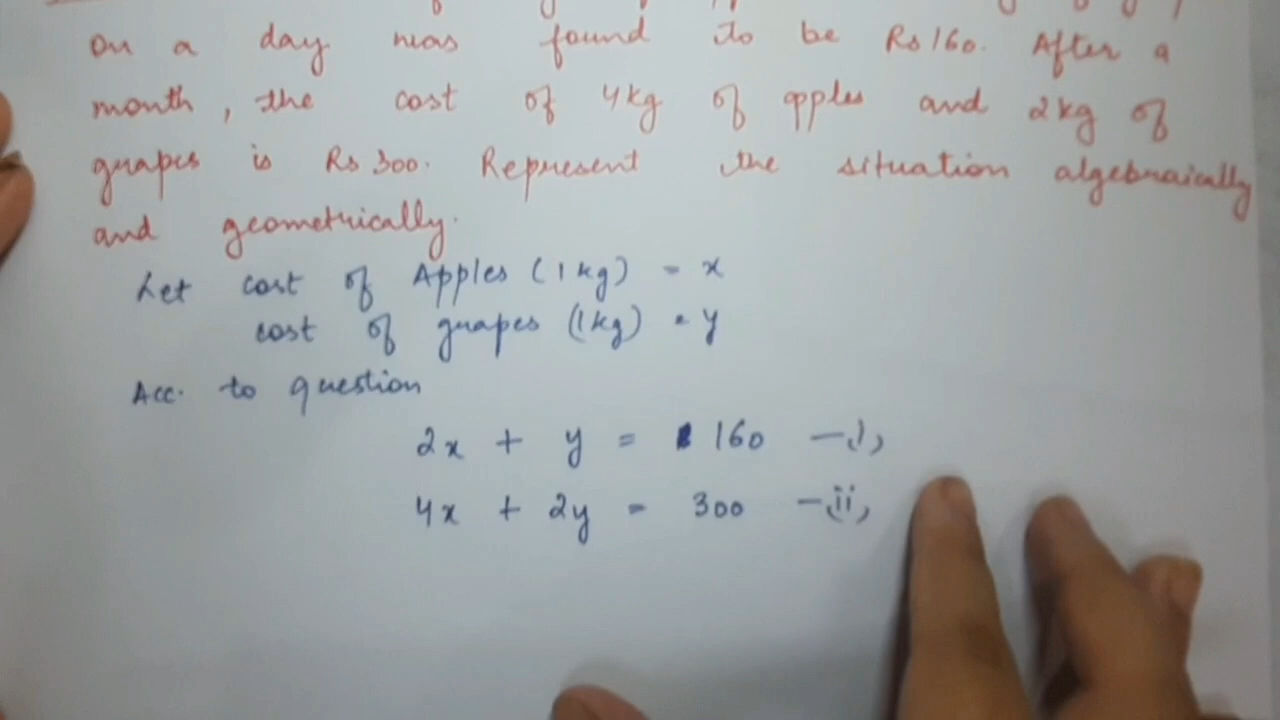 on a day was found to be Rs 160. After a
month, the cost of 4kg of apples and 2kg of
grapes is Rs 300. Represent the situation algebraically
and geometrically.
Let cost of Apples (1 kg) = x
cost of grapes (1kg) = y
Acc. to question
2x + y = 160 —(i)
4x + 2y = 300 —(ii)